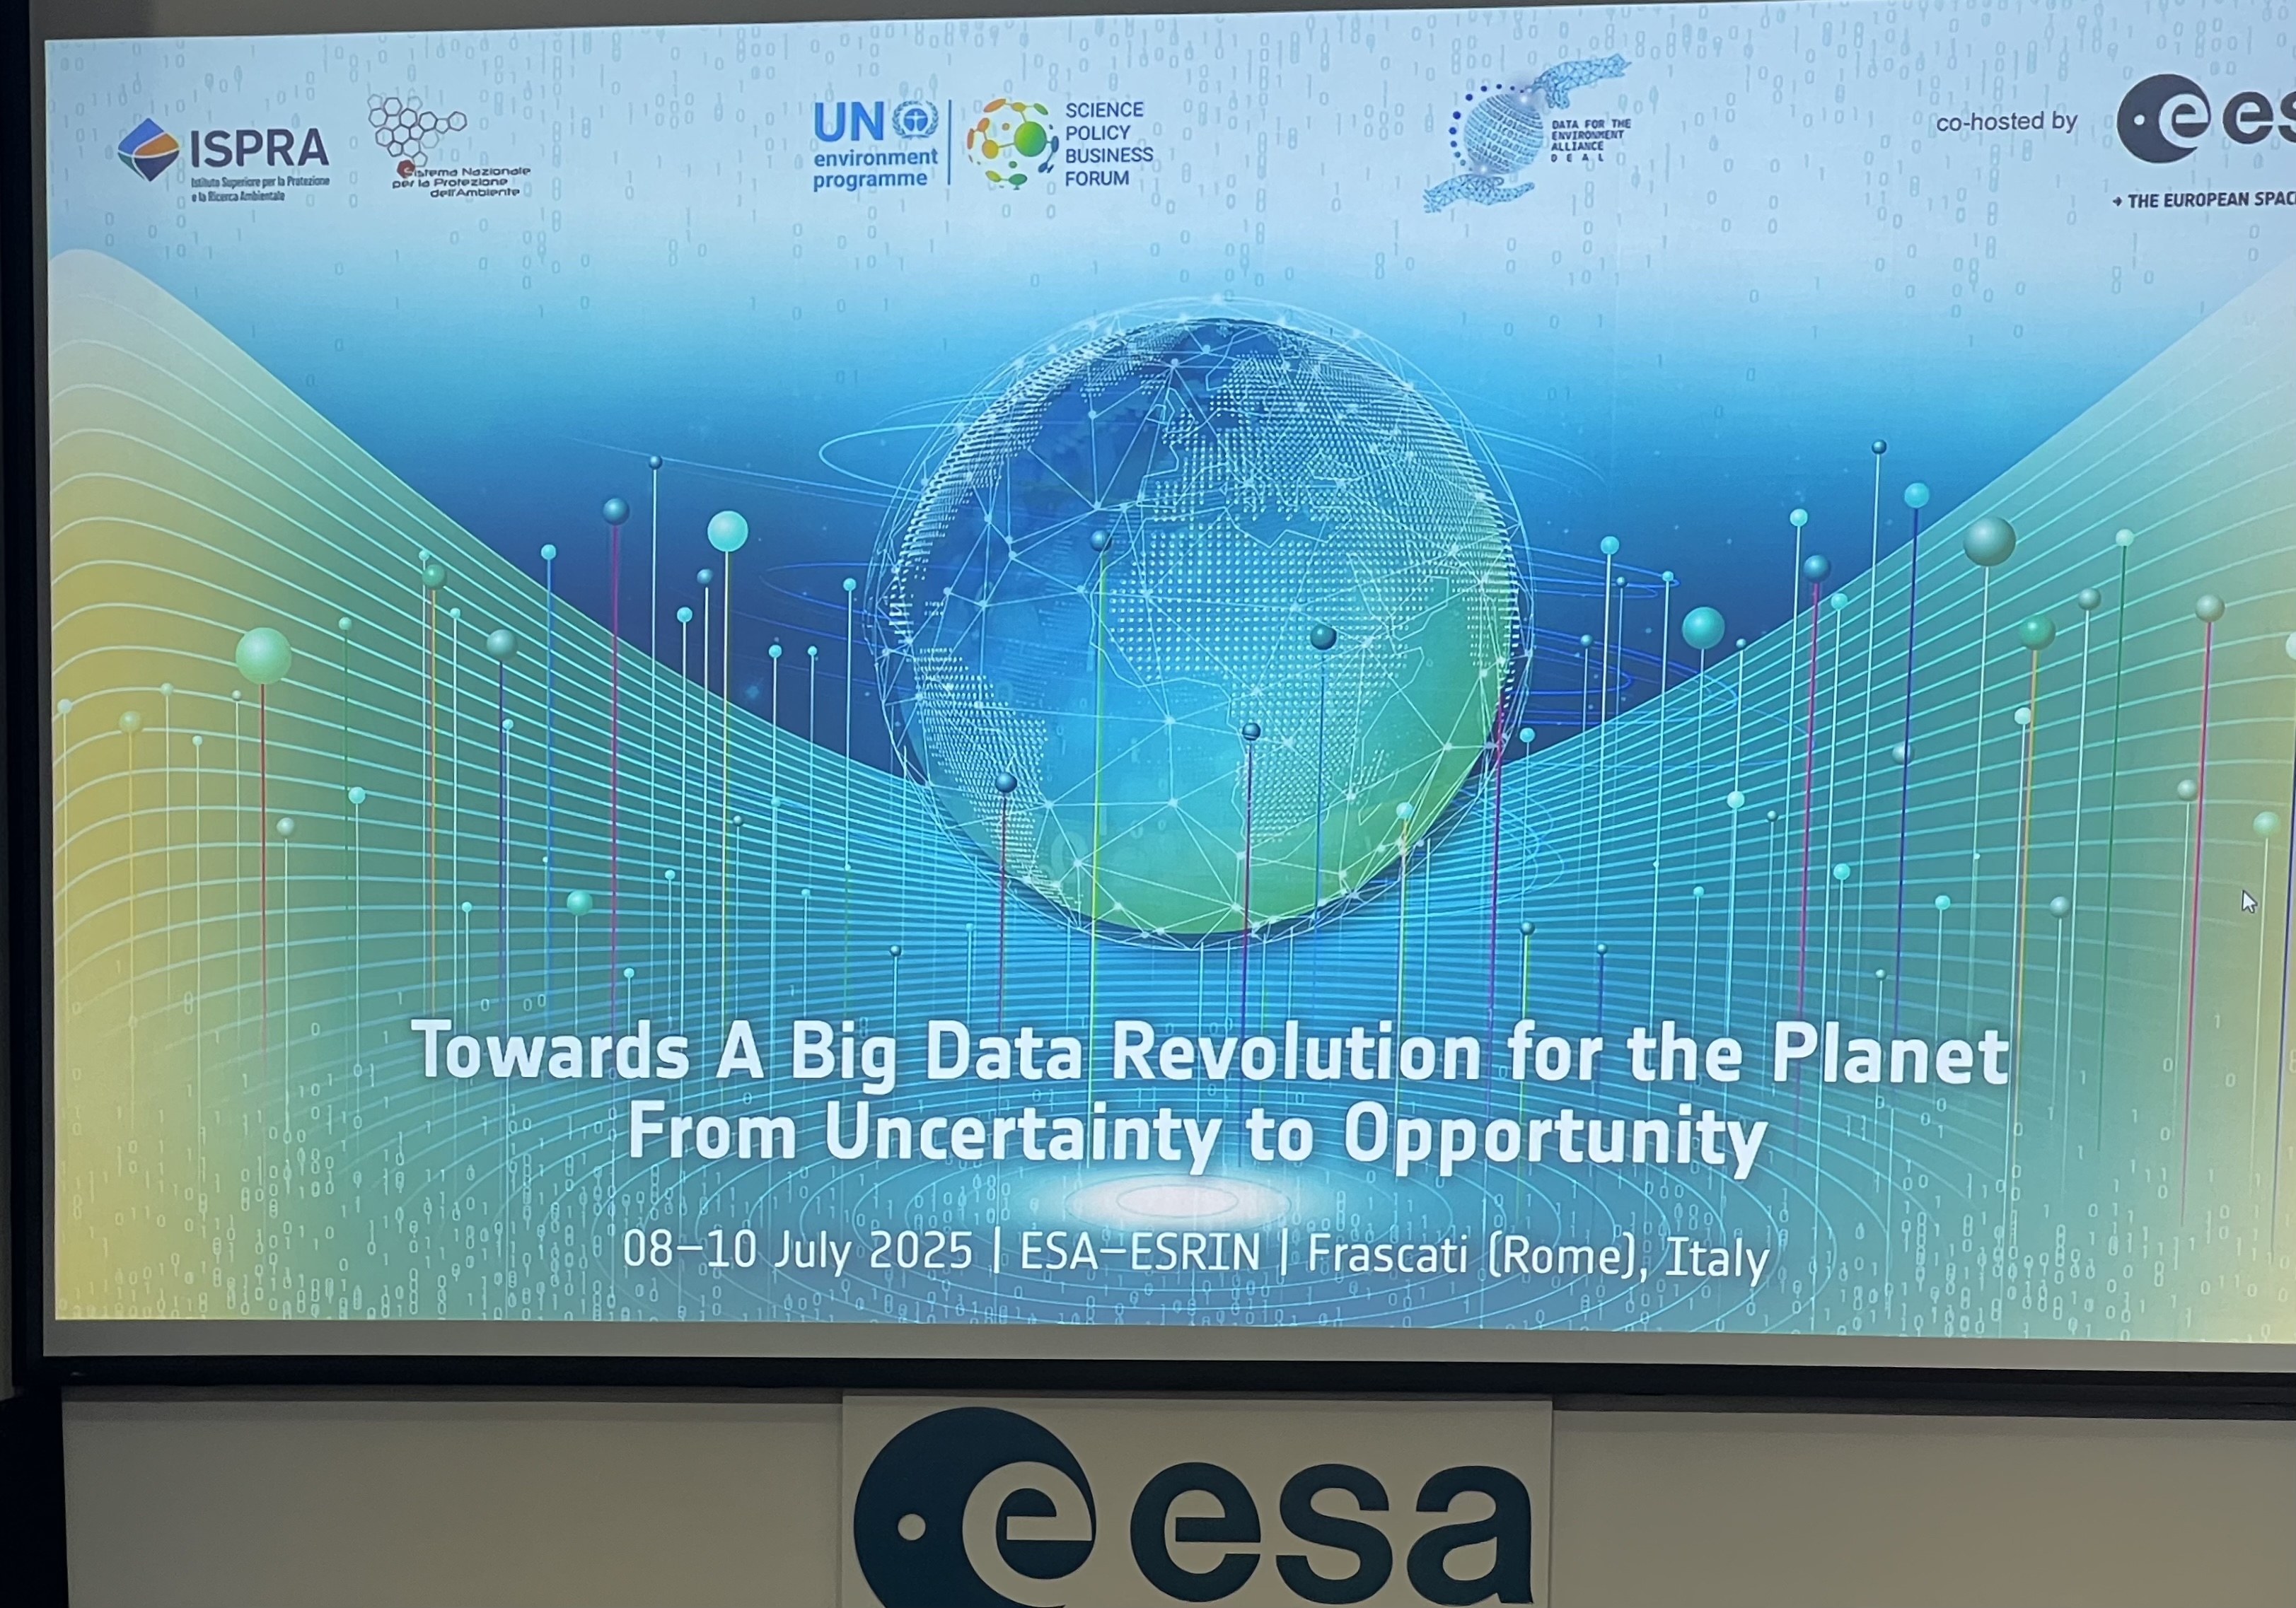 ISPRA
Istituto Superiore per la Protezione
e la Ricerca Ambientale
Sistema Nazionale
per la Protezione
dell'Ambiente
UN
environment
programme
SCIENCE
POLICY
BUSINESS
FORUM
DATA FOR THE
ENVIRONMENT
ALLIANCE
D E A L
co-hosted by
es
→ THE EUROPEAN SPAC
Towards A Big Data Revolution for the Planet
From Uncertainty to Opportunity
08–10 July 2025 | ESA–ESRIN | Frascati (Rome), Italy
esa